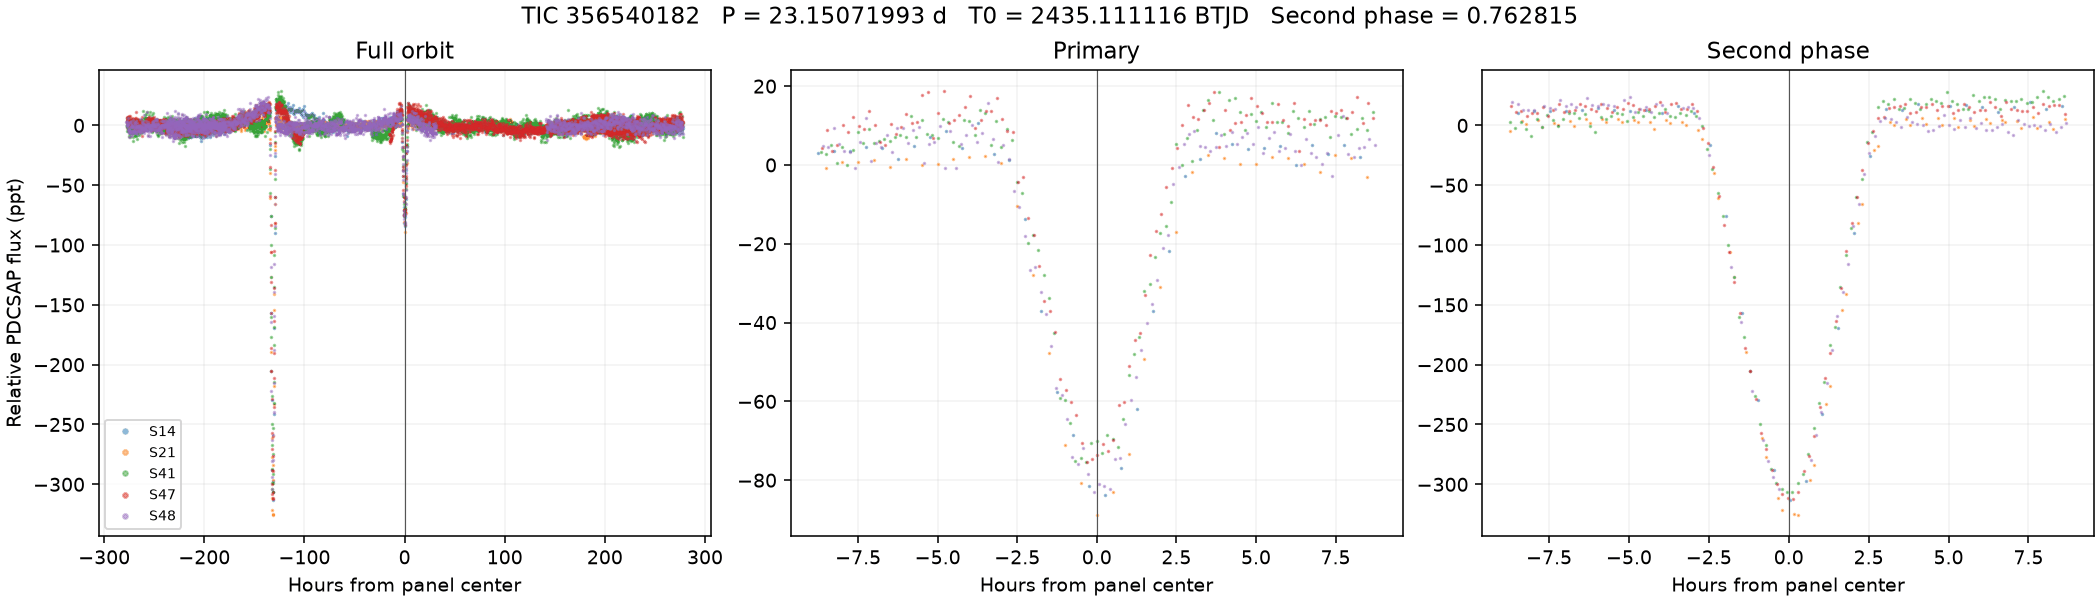 TIC 356540182   P = 23.15071993 d   T0 = 2435.111116 BTJD   Second phase = 0.762815
Full orbit
Relative PDCSAP flux (ppt)
0
−50
−100
−150
−200
−250
−300
S14
S21
S41
S47
S48
−300 −200 −100 0 100 200 300
Hours from panel center
Primary
20
0
−20
−40
−60
−80
−7.5 −5.0 −2.5 0.0 2.5 5.0 7.5
Hours from panel center
Second phase
0
−50
−100
−150
−200
−250
−300
−7.5 −5.0 −2.5 0.0 2.5 5.0 7.5
Hours from panel center